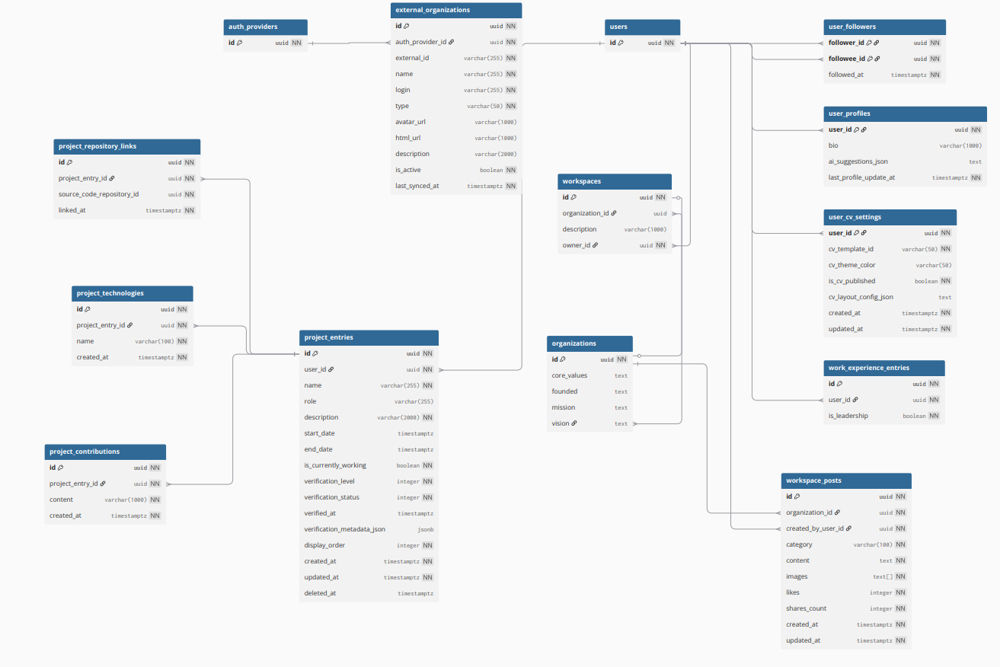 auth_providers
id uuid NN
external_organizations
id uuid NN
auth_provider_id uuid NN
external_id varchar(255) NN
name varchar(255) NN
login varchar(255) NN
type varchar(50) NN
avatar_url varchar(1000)
html_url varchar(1000)
description varchar(2000)
is_active boolean NN
last_synced_at timestamptz NN
users
id uuid NN
user_followers
follower_id uuid NN
followee_id uuid NN
followed_at timestamptz NN
user_profiles
user_id uuid NN
bio varchar(1000)
ai_suggestions_json text
last_profile_update_at timestamptz NN
project_repository_links
id uuid NN
project_entry_id uuid NN
source_code_repository_id uuid NN
linked_at timestamptz NN
workspaces
id uuid NN
organization_id uuid
description varchar(1000)
owner_id uuid NN
user_cv_settings
user_id uuid NN
cv_template_id varchar(50) NN
cv_theme_color varchar(50)
is_cv_published boolean NN
cv_layout_config_json text
created_at timestamptz NN
updated_at timestamptz NN
project_technologies
id uuid NN
project_entry_id uuid NN
name varchar(100) NN
created_at timestamptz NN
project_entries
id uuid NN
user_id uuid NN
name varchar(255) NN
role varchar(255)
description varchar(2000) NN
start_date timestamptz
end_date timestamptz
is_currently_working boolean NN
verification_level integer NN
verification_status integer NN
verified_at timestamptz
verification_metadata_json jsonb
display_order integer NN
created_at timestamptz NN
updated_at timestamptz NN
deleted_at timestamptz
organizations
id uuid NN
core_values text
founded text
mission text
vision text
work_experience_entries
id uuid NN
user_id uuid NN
is_leadership boolean NN
project_contributions
id uuid NN
project_entry_id uuid NN
content varchar(1000) NN
created_at timestamptz NN
workspace_posts
id uuid NN
organization_id uuid NN
created_by_user_id uuid NN
category varchar(100) NN
content text NN
images text[] NN
likes integer NN
shares_count integer NN
created_at timestamptz NN
updated_at timestamptz NN